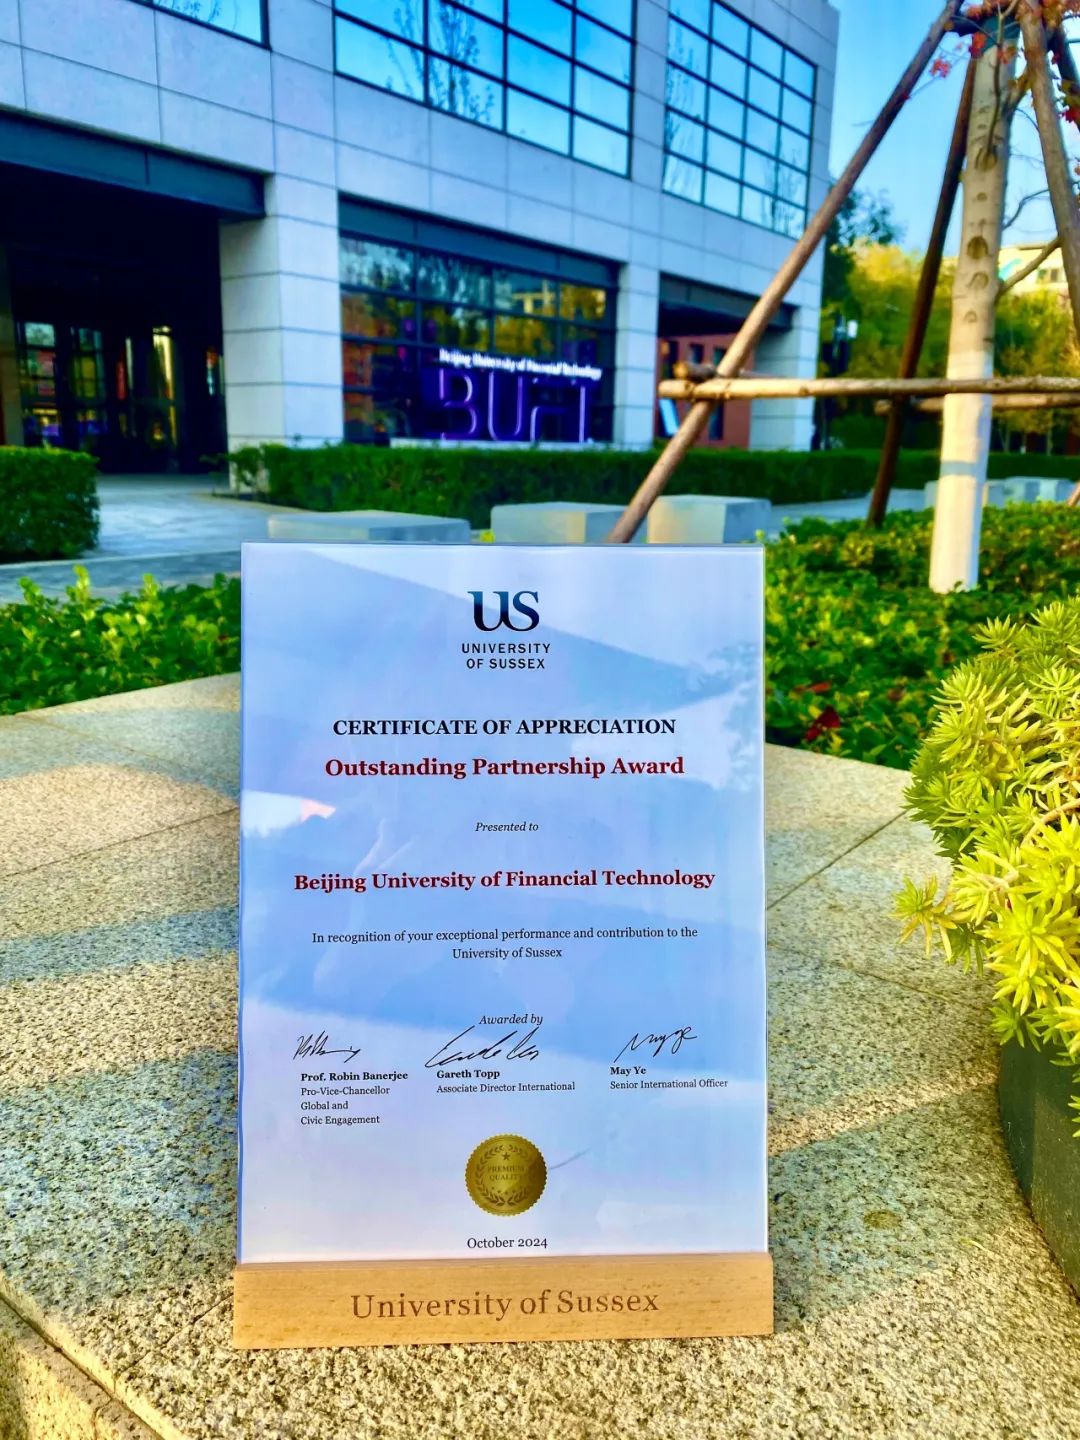 Beijing University of Financial Technology
BUFT
US
UNIVERSITY
OF SUSSEX
CERTIFICATE OF APPRECIATION
Outstanding Partnership Award
Presented to
Beijing University of Financial Technology
In recognition of your exceptional performance and contribution to the
University of Sussex
Awarded by
Prof. Robin Banerjee
Pro-Vice-Chancellor
Global and
Civic Engagement
Gareth Topp
Associate Director International
May Ye
Senior International Officer
PREMIUM
QUALITY
October 2024
University of Sussex